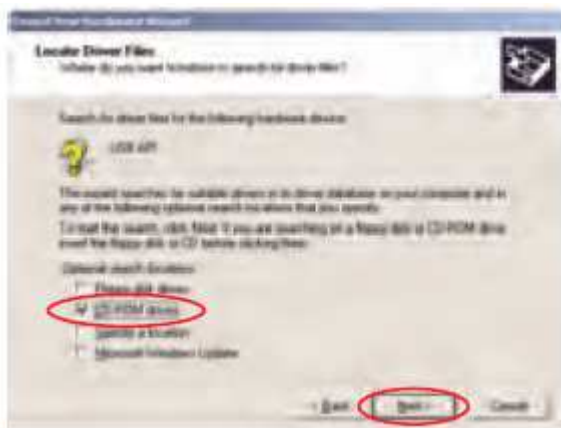 Found New Hardware Wizard
Locate Driver Files
Where do you want Windows to search for driver files?
Search for driver files for the following hardware device:
USB API
The wizard searches for suitable drivers in its driver database on your computer and in
any of the following optional search locations that you specify.
To start the search, click Next. If you are searching on a floppy disk or CD-ROM drive,
insert the floppy disk or CD before clicking Next.
Optional search locations:
Floppy disk drives
CD-ROM drives
Specify a location
Microsoft Windows Update
< Back
Next >
Cancel